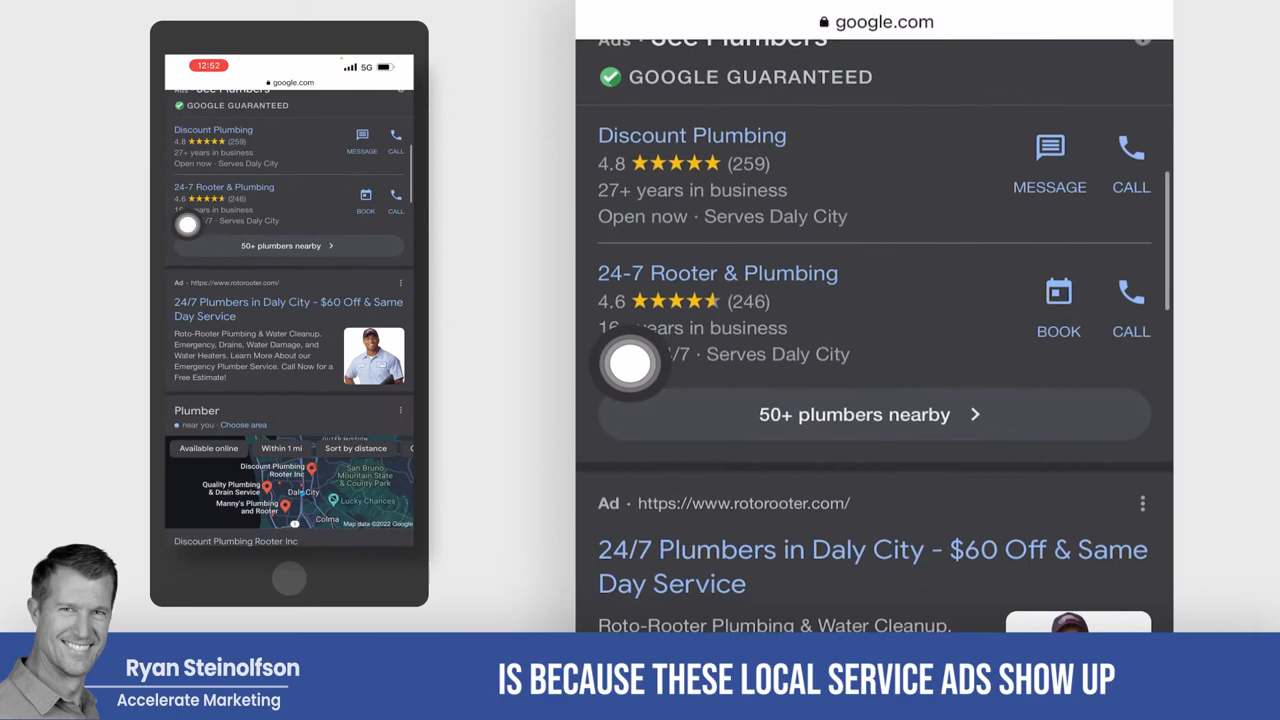 12:52
5G
google.com
Ads · See Plumbers
GOOGLE GUARANTEED
Discount Plumbing
4.8 (259)
27+ years in business
Open now · Serves Daly City
MESSAGE
CALL
24-7 Rooter & Plumbing
4.6 (246)
16 years in business
/7 · Serves Daly City
BOOK
CALL
50+ plumbers nearby
Ad · https://www.rotorooter.com/
24/7 Plumbers in Daly City - $60 Off & Same
Day Service
Roto-Rooter Plumbing & Water Cleanup.
Emergency, Drains, Water Damage, and
Water Heaters. Learn More About our
Emergency Plumber Service. Call Now for a
Free Estimate!
Plumber
near you · Choose area
Available online
Within 1 mi
Sort by distance
Discount Plumbing
Rooter Inc
San Bruno
Mountain State
& County Park
Quality Plumbing
& Drain Service
Daly City
Lucky Chances
Manny's Plumbing
and Rooter
Colma
Map data ©2022 Google
Discount Plumbing Rooter Inc
google.com
Ads · See Plumbers
GOOGLE GUARANTEED
Discount Plumbing
4.8 (259)
27+ years in business
Open now · Serves Daly City
MESSAGE
CALL
24-7 Rooter & Plumbing
4.6 (246)
16 years in business
/7 · Serves Daly City
BOOK
CALL
50+ plumbers nearby
Ad · https://www.rotorooter.com/
24/7 Plumbers in Daly City - $60 Off & Same
Day Service
Roto-Rooter Plumbing & Water Cleanup.
Ryan Steinolfson
Accelerate Marketing
IS BECAUSE THESE LOCAL SERVICE ADS SHOW UP